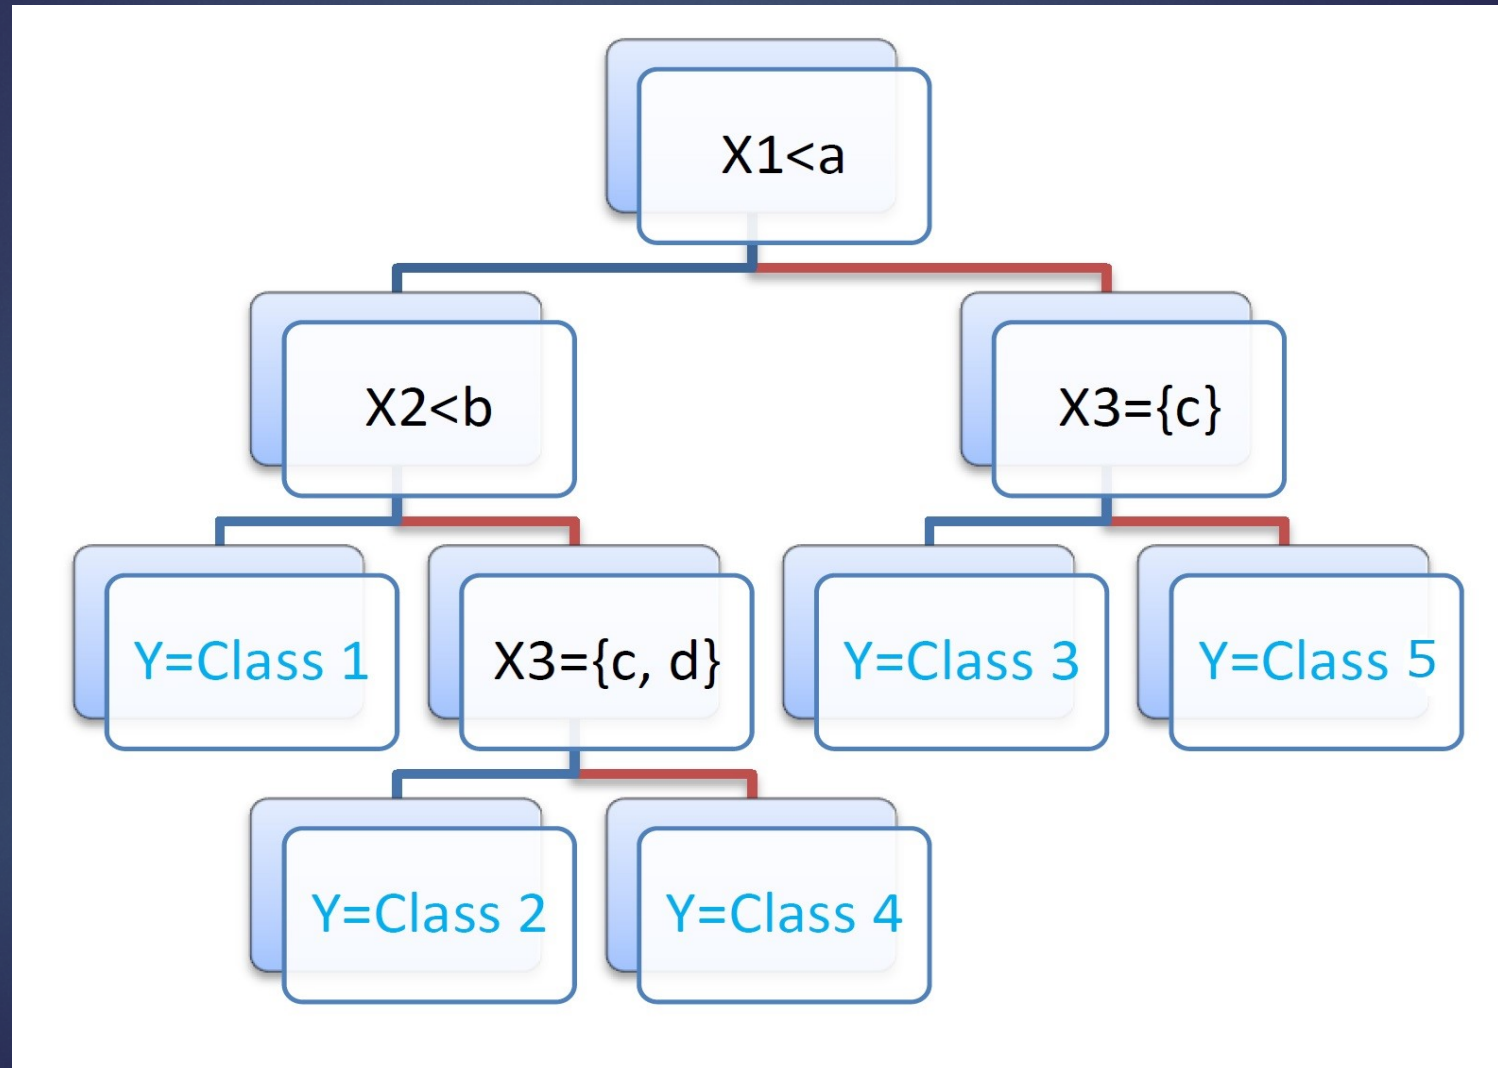 X1<a
X2<b
X3={c}
Y=Class 1
X3={c, d}
Y=Class 3
Y=Class 5
Y=Class 2
Y=Class 4